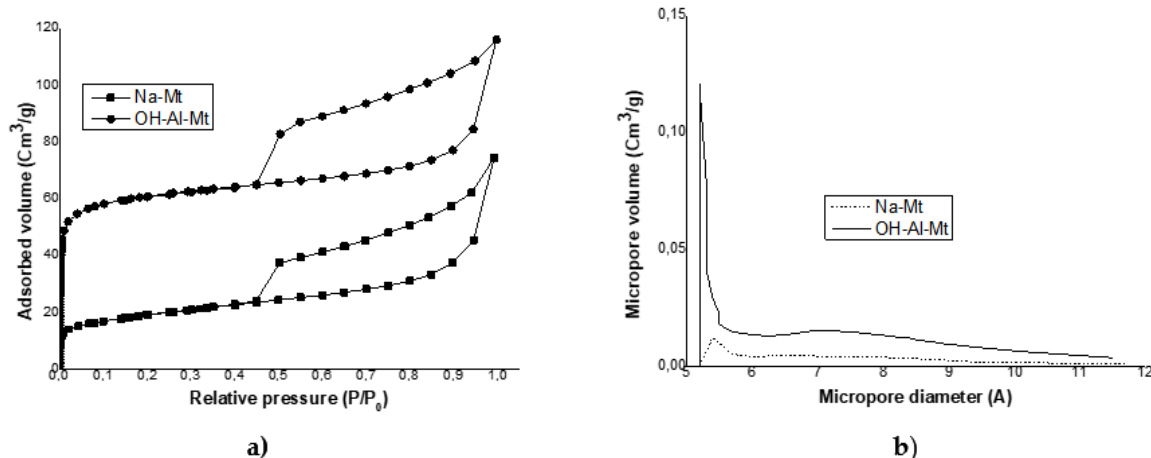 120
100
80
60
40
20
0
Adsorbed volume (Cm³/g)
Na-Mt
OH-Al-Mt
0,0 0,1 0,2 0,3 0,4 0,5 0,6 0,7 0,8 0,9 1,0
Relative pressure (P/P₀)
a)
0,15
0,10
0,05
0,00
Micropore volume (Cm³/g)
Na-Mt
OH-Al-Mt
5 6 7 8 9 10 11 12
Micropore diameter (A)
b)